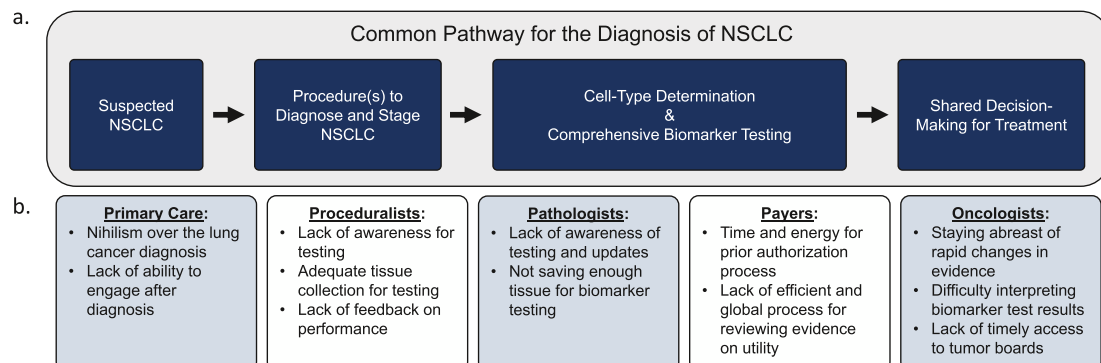 a.
Common Pathway for the Diagnosis of NSCLC
Suspected
NSCLC
Procedure(s) to
Diagnose and Stage
NSCLC
Cell-Type Determination
&
Comprehensive Biomarker Testing
Shared Decision-
Making for Treatment
b.
Primary Care:
• Nihilism over the lung
cancer diagnosis
• Lack of ability to
engage after
diagnosis
Proceduralists:
• Lack of awareness for
testing
• Adequate tissue
collection for testing
• Lack of feedback on
performance
Pathologists:
• Lack of awareness of
testing and updates
• Not saving enough
tissue for biomarker
testing
Payers:
• Time and energy for
prior authorization
process
• Lack of efficient and
global process for
reviewing evidence
on utility
Oncologists:
• Staying abreast of
rapid changes in
evidence
• Difficulty interpreting
biomarker test results
• Lack of timely access
to tumor boards